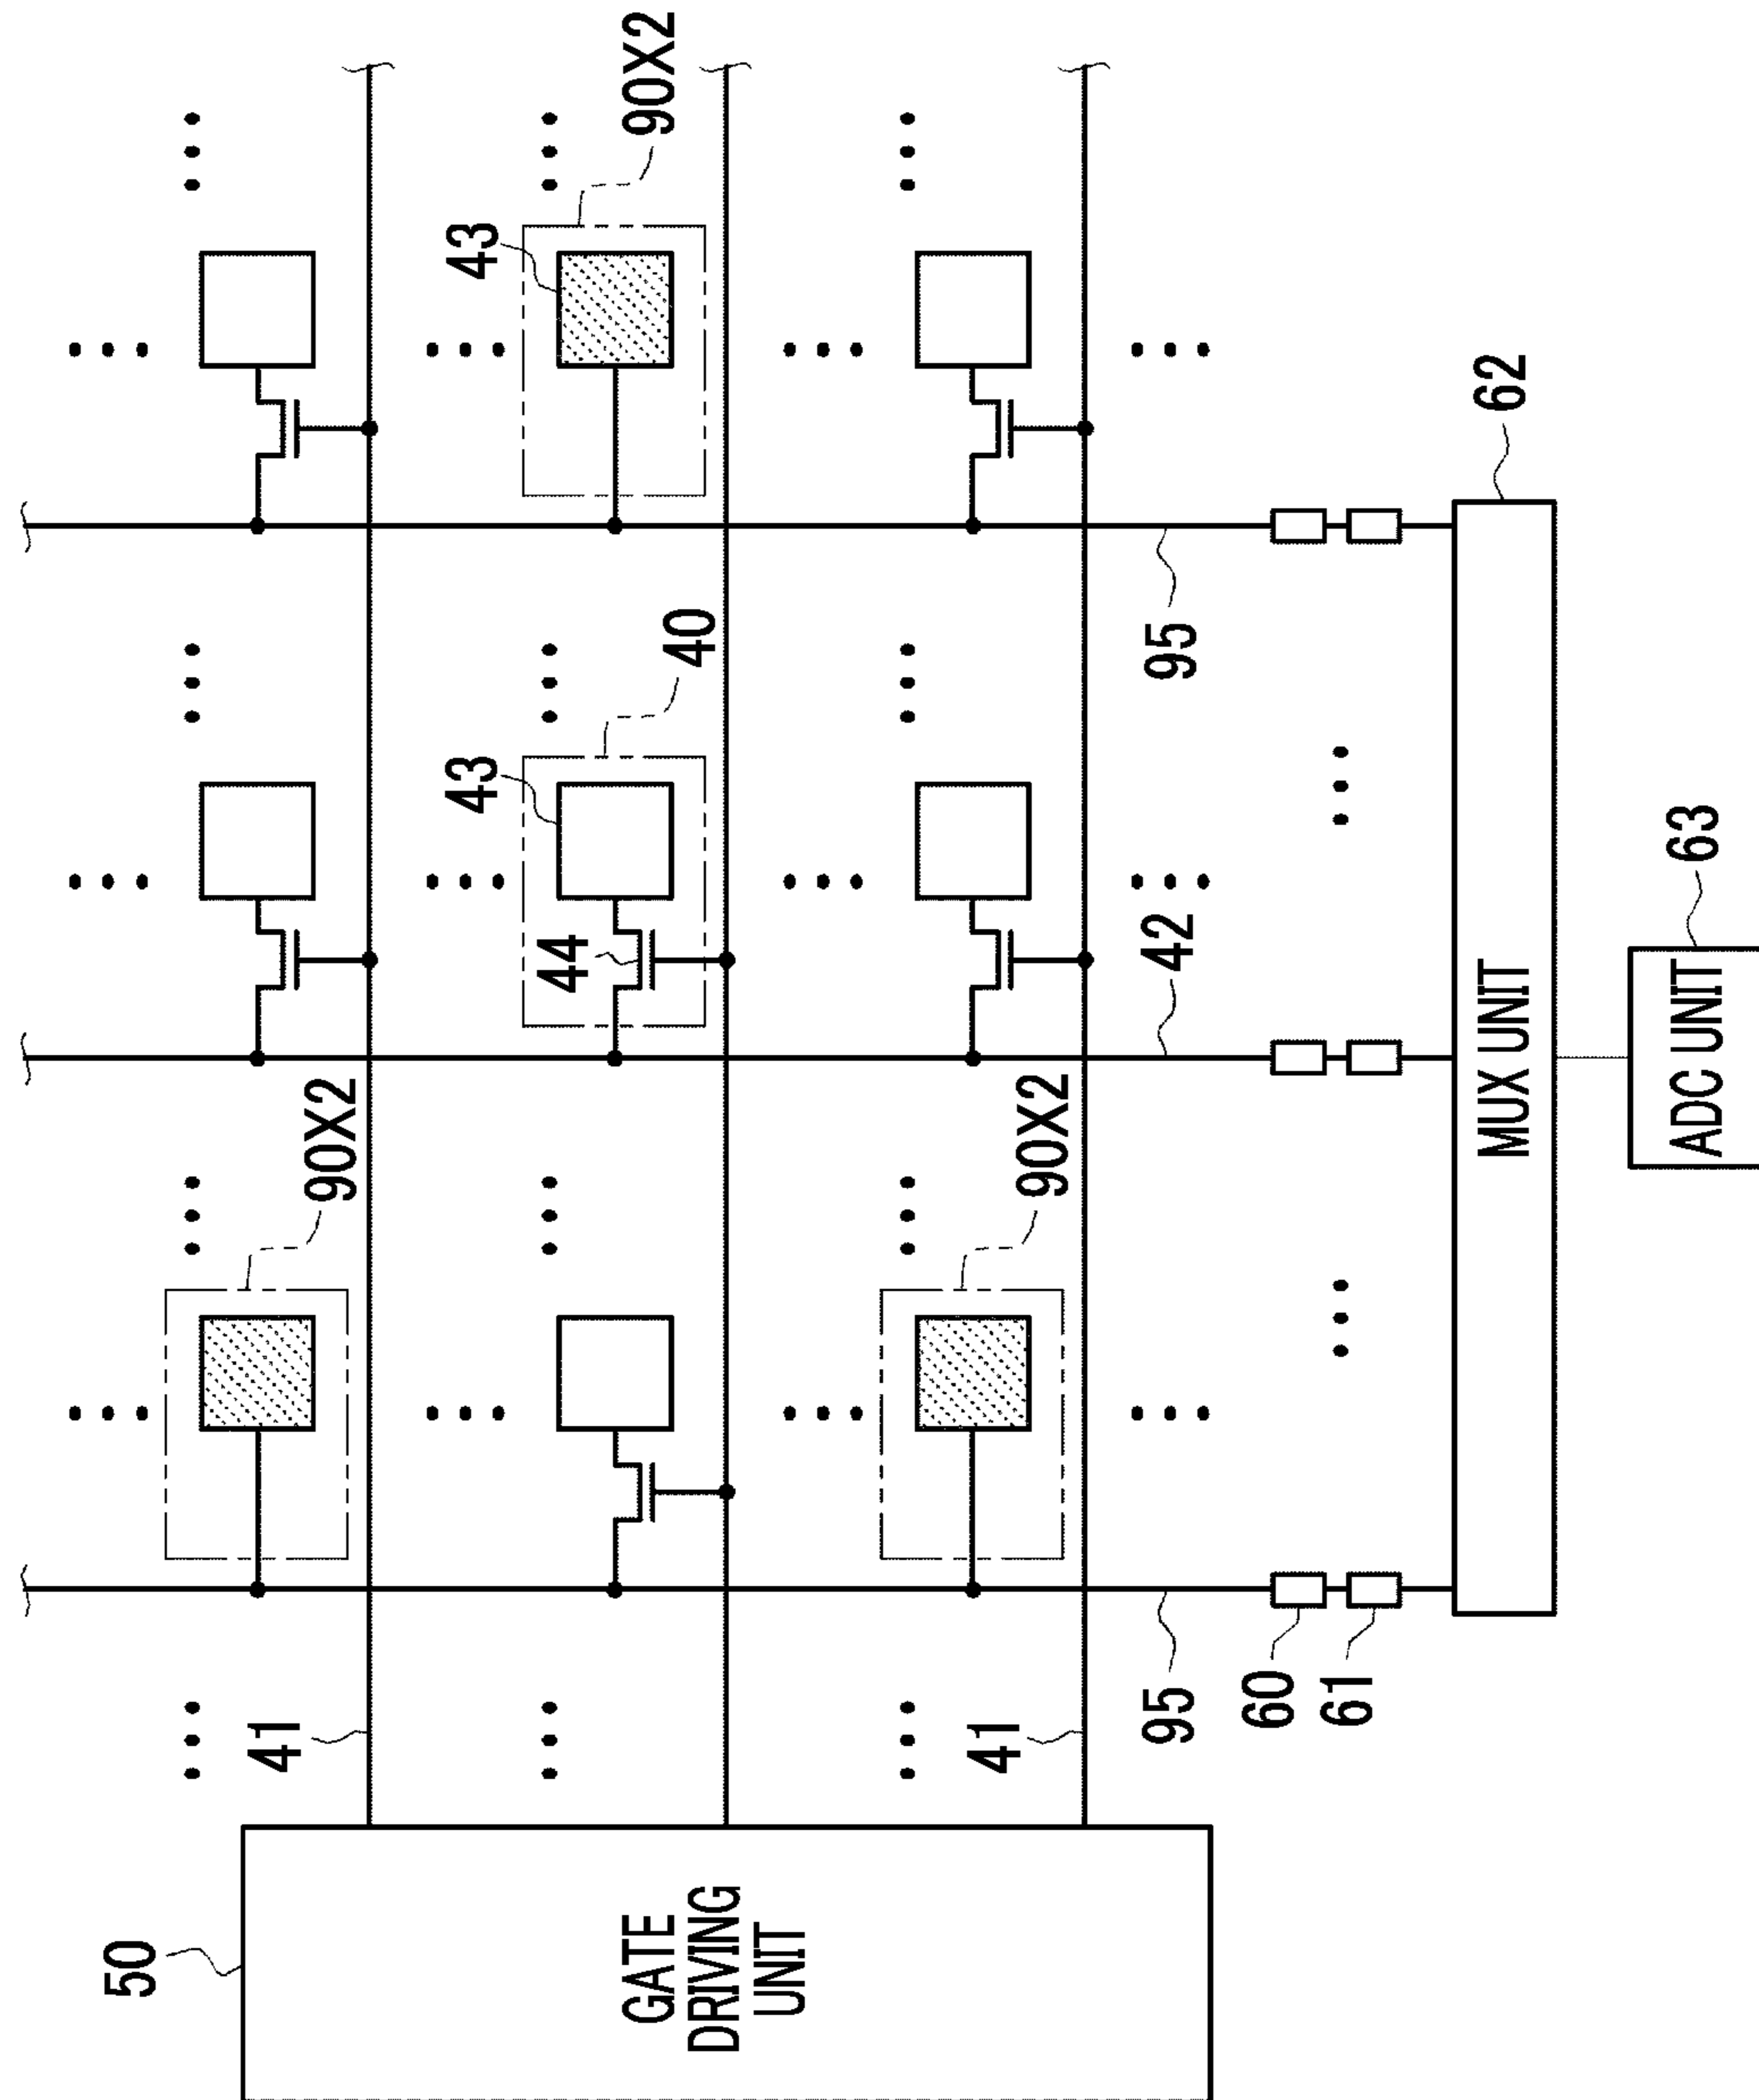 50
GATE
DRIVING
UNIT
41
41
90X2
90X2
95
60
61
43
44
40
42
MUX UNIT
62
ADC UNIT
63
43
90X2
95